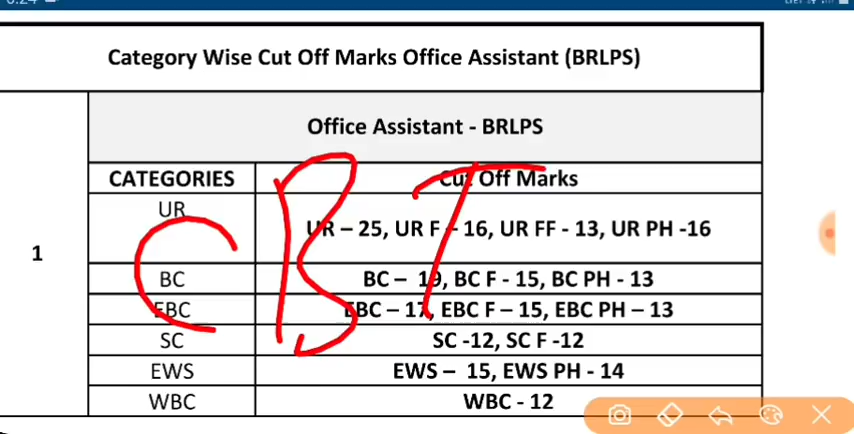 Category Wise Cut Off Marks Office Assistant (BRLPS)
Office Assistant - BRLPS
CATEGORIES Cut Off Marks
1
UR UR – 25, UR F – 16, UR FF - 13, UR PH -16
BC BC – 19, BC F - 15, BC PH - 13
EBC EBC – 17, EBC F – 15, EBC PH – 13
SC SC -12, SC F -12
EWS EWS – 15, EWS PH - 14
WBC WBC - 12
CBT